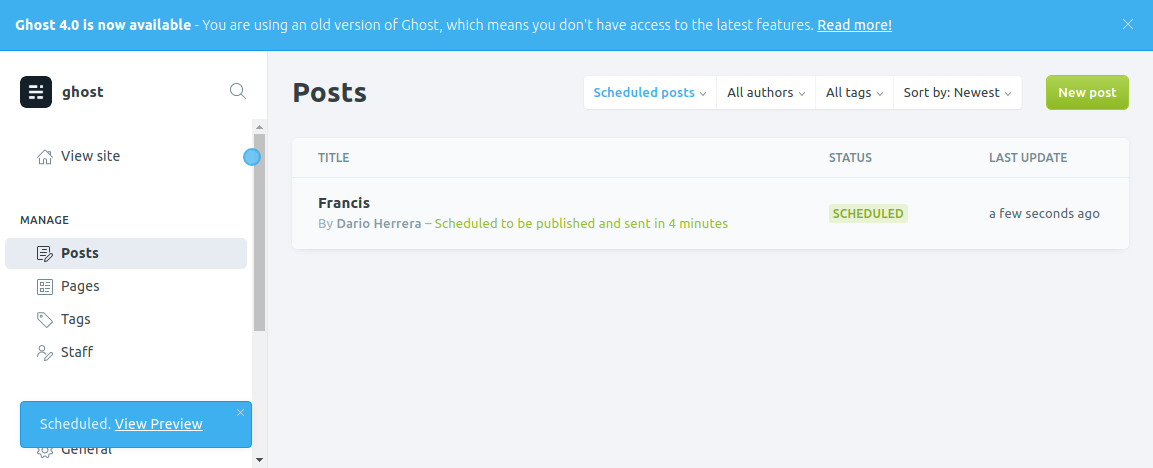 Ghost 4.0 is now available - You are using an old version of Ghost, which means you don't have access to the latest features. Read more!
ghost
Posts
Scheduled posts
All authors
All tags
Sort by: Newest
New post
View site
TITLE
STATUS
LAST UPDATE
Francis
By Dario Herrera – Scheduled to be published and sent in 4 minutes
SCHEDULED
a few seconds ago
MANAGE
Posts
Pages
Tags
Staff
Scheduled. View Preview
General